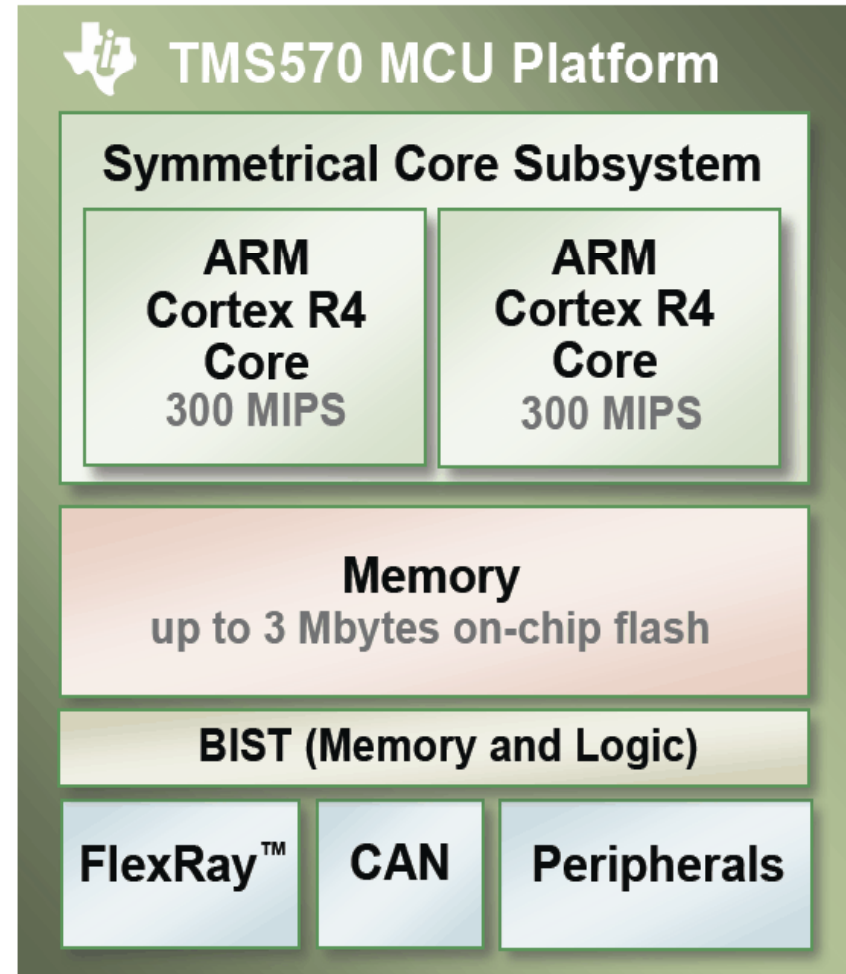 TMS570 MCU Platform
Symmetrical Core Subsystem
ARM
Cortex R4
Core
300 MIPS
ARM
Cortex R4
Core
300 MIPS
Memory
up to 3 Mbytes on-chip flash
BIST (Memory and Logic)
FlexRay™
CAN
Peripherals